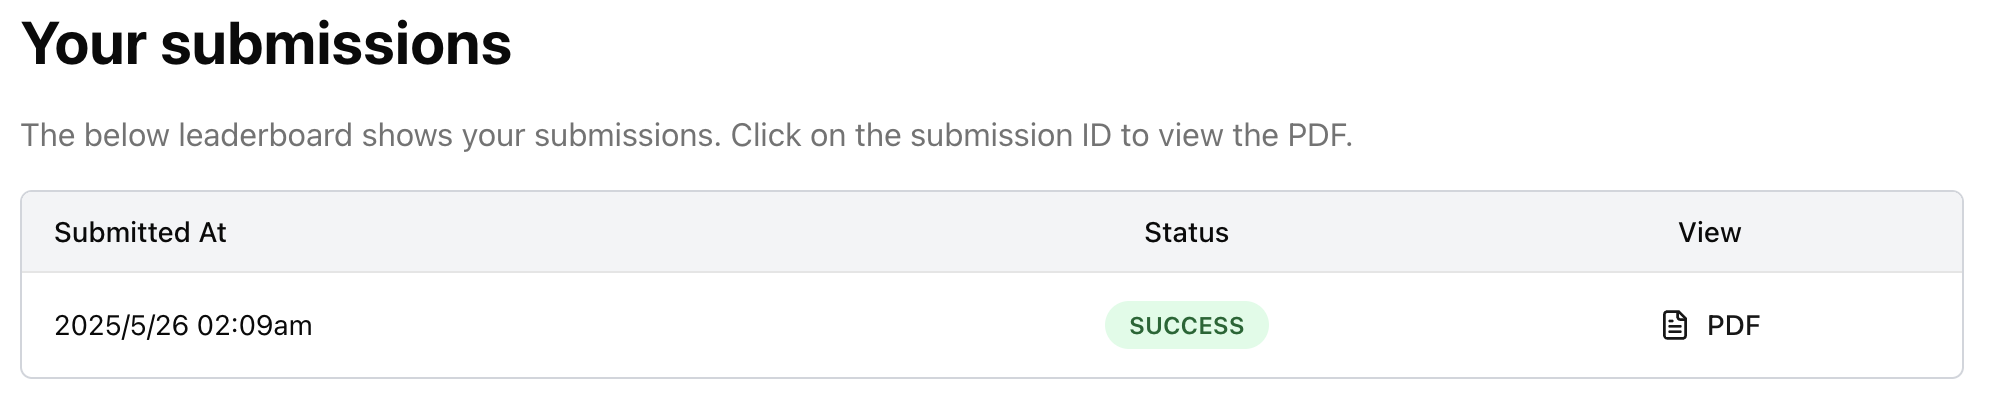 Your submissions
The below leaderboard shows your submissions. Click on the submission ID to view the PDF.
Submitted At Status View
2025/5/26 02:09am SUCCESS PDF